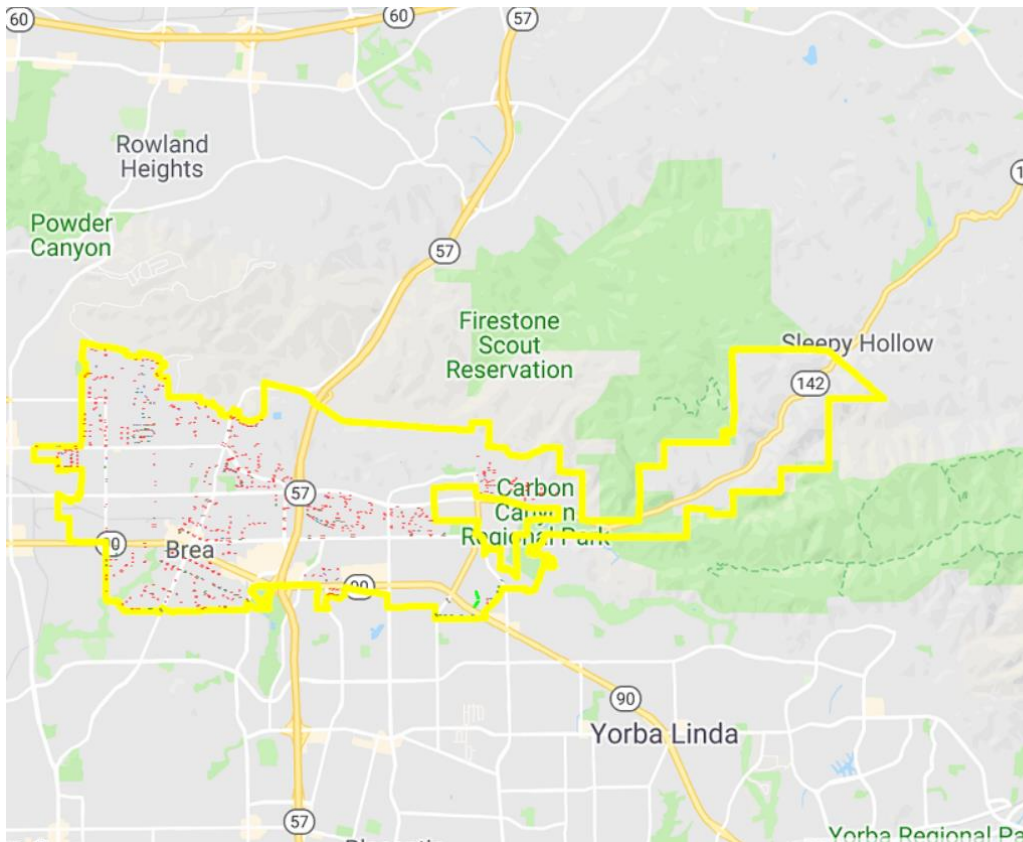 60
60
57
Rowland
Heights
Powder
Canyon
57
Firestone
Scout
Reservation
Sleepy Hollow
142
Carbon
57
Canyon
Regional Park
Brea
90
90
Yorba Linda
57
Yorba Regional